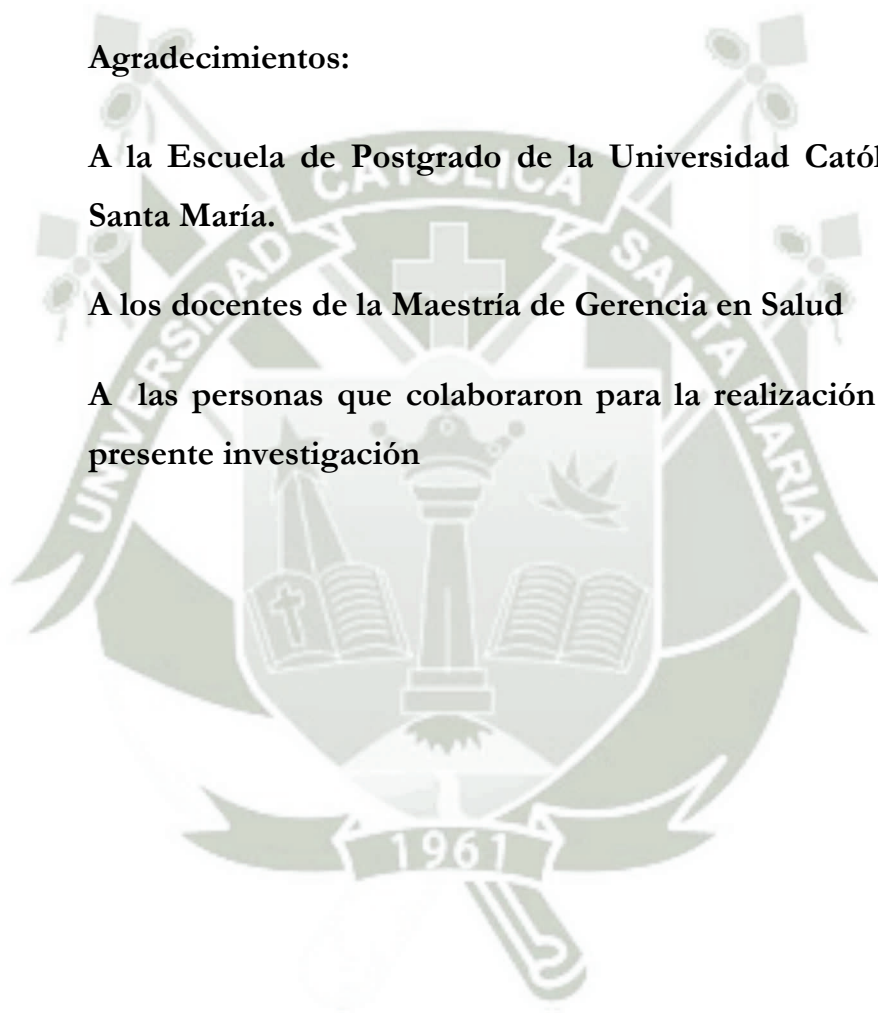 Agradecimientos:
A la Escuela de Postgrado de la Universidad Catól
Santa María.
A los docentes de la Maestría de Gerencia en Salud
A las personas que colaboraron para la realización
presente investigación
UNIVERSIDAD CATOLICA SANTA MARIA
1961